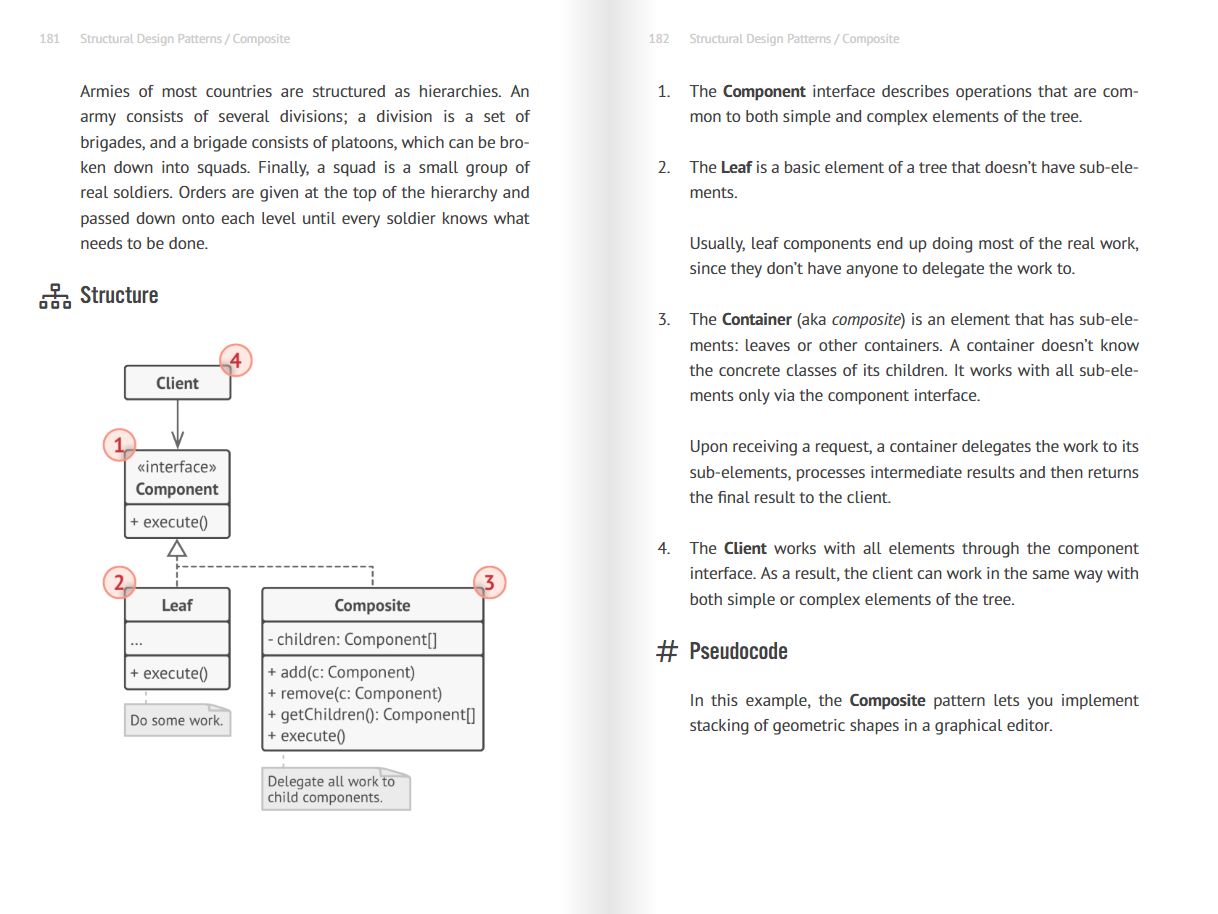 181 Structural Design Patterns / Composite
Armies of most countries are structured as hierarchies. An
army consists of several divisions; a division is a set of
brigades, and a brigade consists of platoons, which can be bro-
ken down into squads. Finally, a squad is a small group of
real soldiers. Orders are given at the top of the hierarchy and
passed down onto each level until every soldier knows what
needs to be done.
Structure
4
Client
1
«interface»
Component
+ execute()
2
Leaf
...
+ execute()
Do some work.
3
Composite
- children: Component[]
+ add(c: Component)
+ remove(c: Component)
+ getChildren(): Component[]
+ execute()
Delegate all work to
child components.
182 Structural Design Patterns / Composite
1. The Component interface describes operations that are com-
mon to both simple and complex elements of the tree.
2. The Leaf is a basic element of a tree that doesn’t have sub-ele-
ments.
Usually, leaf components end up doing most of the real work,
since they don’t have anyone to delegate the work to.
3. The Container (aka composite) is an element that has sub-ele-
ments: leaves or other containers. A container doesn’t know
the concrete classes of its children. It works with all sub-ele-
ments only via the component interface.
Upon receiving a request, a container delegates the work to its
sub-elements, processes intermediate results and then returns
the final result to the client.
4. The Client works with all elements through the component
interface. As a result, the client can work in the same way with
both simple or complex elements of the tree.
# Pseudocode
In this example, the Composite pattern lets you implement
stacking of geometric shapes in a graphical editor.